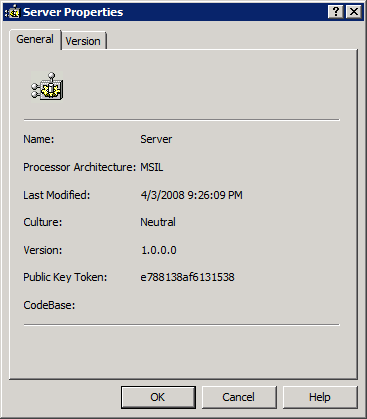 Server Properties
General Version
Name: Server
Processor Architecture: MSIL
Last Modified: 4/3/2008 9:26:09 PM
Culture: Neutral
Version: 1.0.0.0
Public Key Token: e788138af6131538
CodeBase:
OK Cancel Help